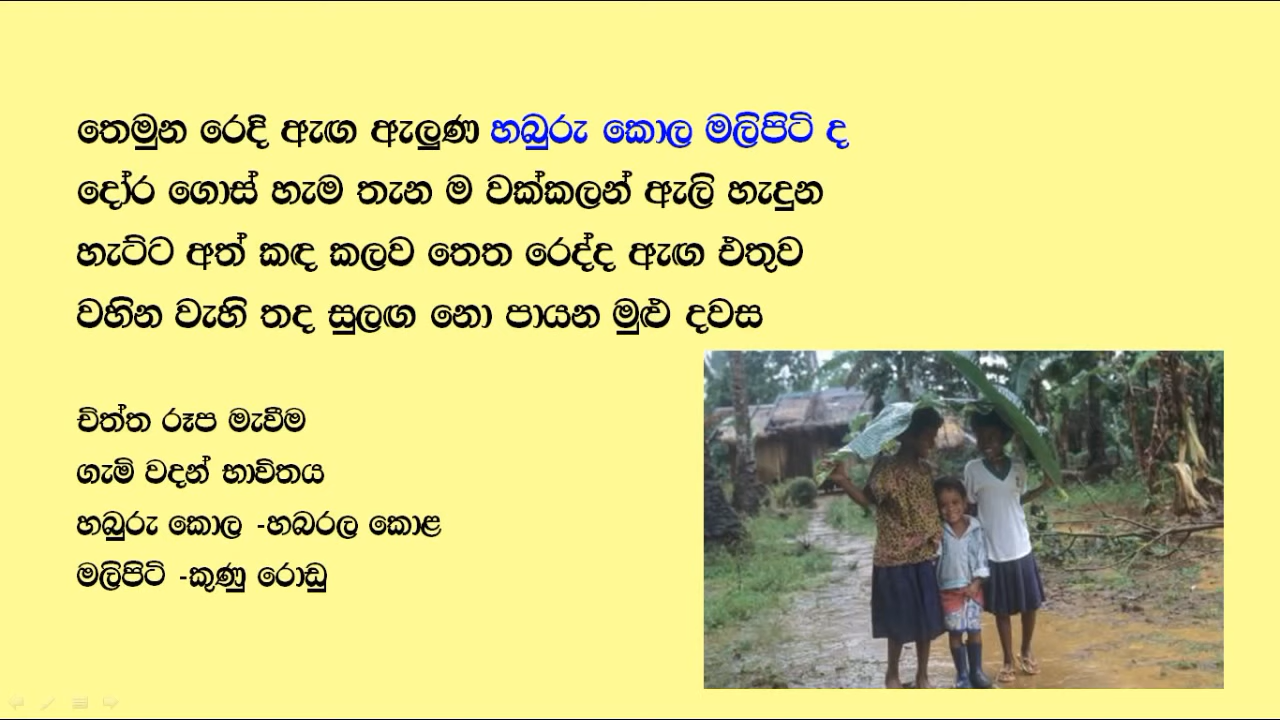 තෙමුන රෙදි ඇඟ ඇලුණ හබුරු කොල මලිපිටි ද
දෝර ගොස් හැම තැන ම වක්කලන් ඇලි හැදුන
හැට්ට අත් කඳ කලව තෙත රෙද්ද ඇඟ එතුව
වහින වැහි තද සුලඟ නො පායන මුළු දවස
චිත්ත රූප මැවීම
ගැමි වදන් භාවිතය
හබුරු කොල -හබරල කොළ
මලිපිටි -කුණු රොඩු